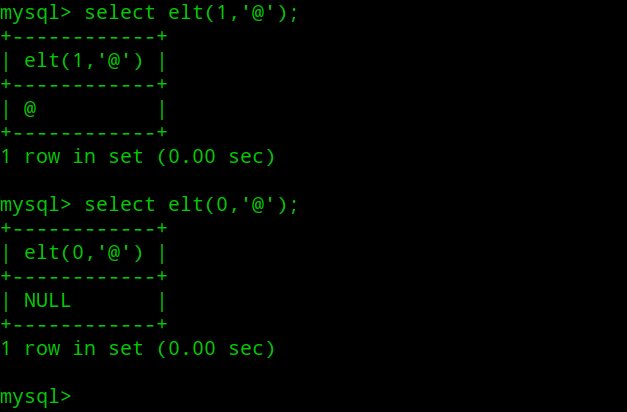 mysql> select elt(1,'@');
+------------+
| elt(1,'@') |
+------------+
| @          |
+------------+
1 row in set (0.00 sec)

mysql> select elt(0,'@');
+------------+
| elt(0,'@') |
+------------+
| NULL       |
+------------+
1 row in set (0.00 sec)

mysql>